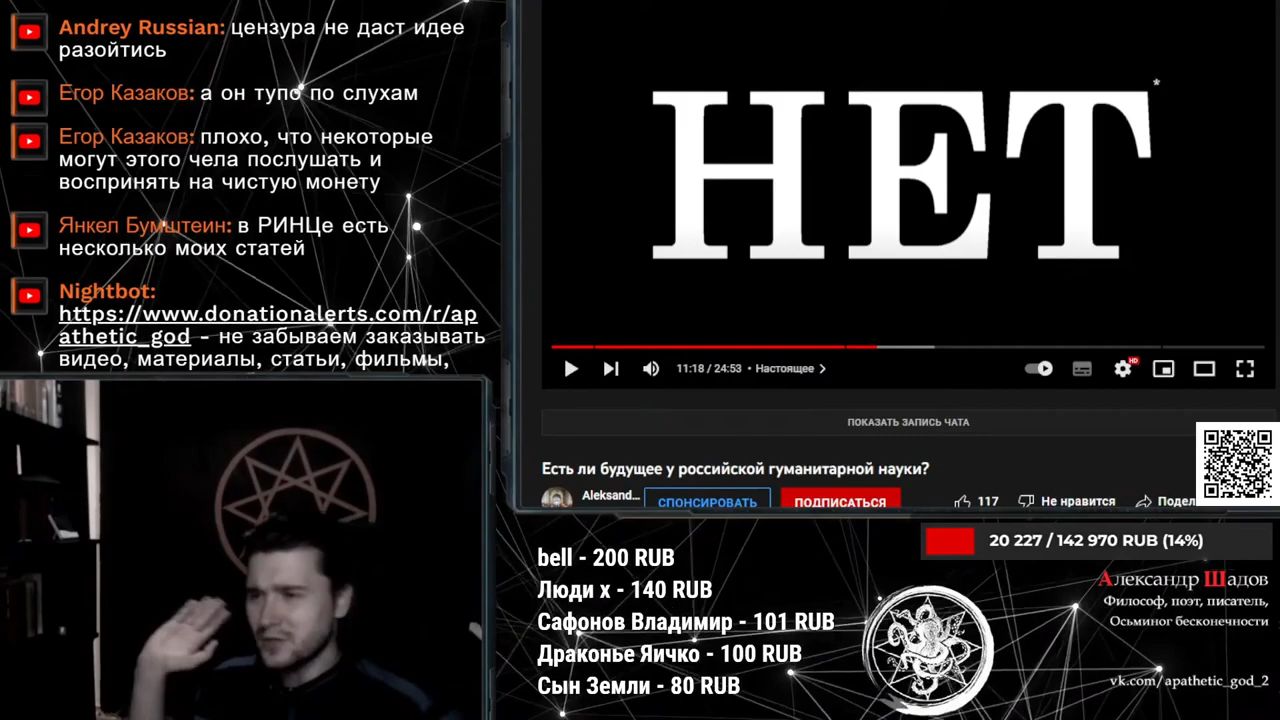 Andrey Russian: цензура не даст идее
разойтись
Егор Казаков: а он тупо по слухам
Егор Казаков: плохо, что некоторые
могут этого чела послушать и
воспринять на чистую монету
Янкел Бумштеин: в РИНЦе есть
несколько моих статей
Nightbot:
https://www.donationalerts.com/r/ap
athetic_god - не забываем заказывать
видео, материалы, статьи, фильмы,
НЕТ*
11:18 / 24:53 • Настоящее
HD
ПОКАЗАТЬ ЗАПИСЬ ЧАТА
Есть ли будущее у российской гуманитарной науки?
Aleksand...
СПОНСИРОВАТЬ
ПОДПИСАТЬСЯ
117
Не нравится
Подел
20 227 / 142 970 RUB (14%)
bell - 200 RUB
Люди х - 140 RUB
Сафонов Владимир - 101 RUB
Драконье Яичко - 100 RUB
Сын Земли - 80 RUB
Александр Шадов
Философ, поэт, писатель,
Осьминог бесконечности
vk.com/apathetic_god_2